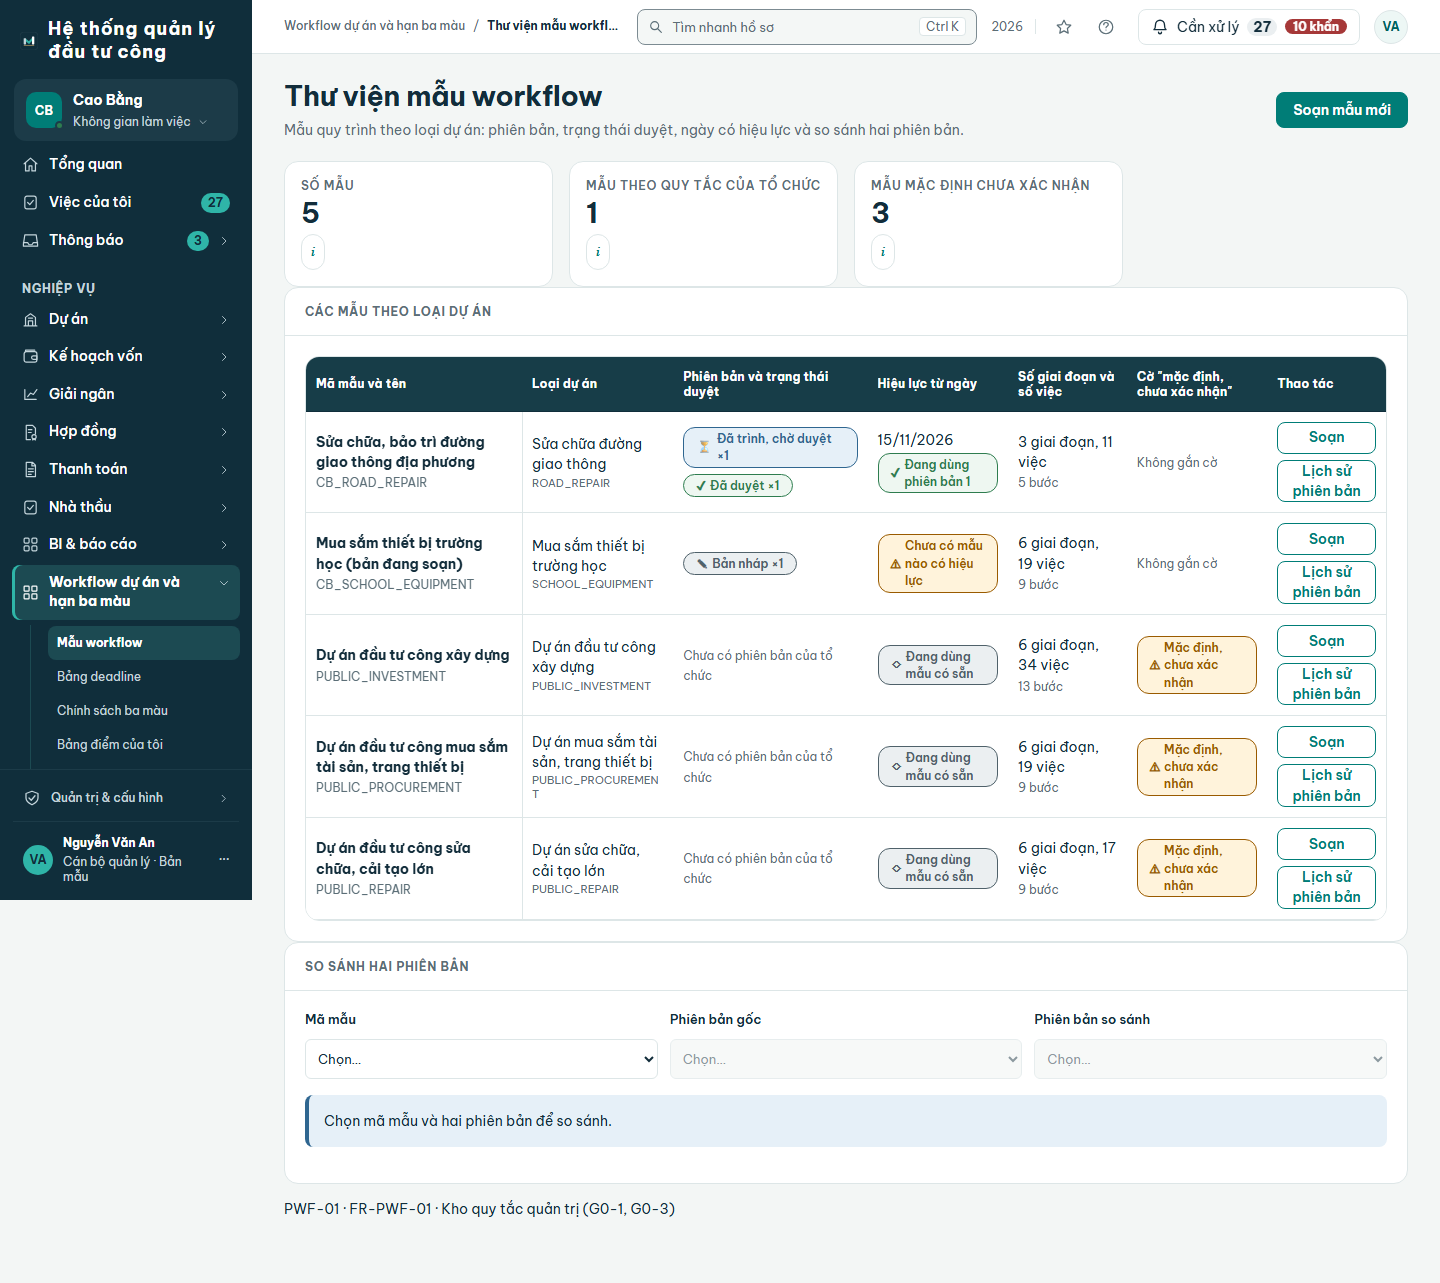 Hệ thống quản lý
đầu tư công
CB
Cao Bằng
Không gian làm việc
Tổng quan
Việc của tôi 27
Thông báo 3
NGHIỆP VỤ
Dự án
Kế hoạch vốn
Giải ngân
Hợp đồng
Thanh toán
Nhà thầu
BI & báo cáo
Workflow dự án và
hạn ba màu
Mẫu workflow
Bảng deadline
Chính sách ba màu
Bảng điểm của tôi
Quản trị & cấu hình
VA
Nguyễn Văn An
Cán bộ quản lý · Bản
mẫu
Workflow dự án và hạn ba màu / Thư viện mẫu workfl...
Tìm nhanh hồ sơ Ctrl K
2026
Cần xử lý 27 10 khẩn
VA
Thư viện mẫu workflow
Mẫu quy trình theo loại dự án: phiên bản, trạng thái duyệt, ngày có hiệu lực và so sánh hai phiên bản.
Soạn mẫu mới
SỐ MẪU
5
i
MẪU THEO QUY TẮC CỦA TỔ CHỨC
1
i
MẪU MẶC ĐỊNH CHƯA XÁC NHẬN
3
i
CÁC MẪU THEO LOẠI DỰ ÁN
Mã mẫu và tên
Loại dự án
Phiên bản và trạng thái
duyệt
Hiệu lực từ ngày
Số giai đoạn và
số việc
Cờ "mặc định,
chưa xác nhận"
Thao tác
Sửa chữa, bảo trì đường
giao thông địa phương
CB_ROAD_REPAIR
Sửa chữa đường
giao thông
ROAD_REPAIR
Đã trình, chờ duyệt
×1
Đã duyệt ×1
15/11/2026
Đang dùng
phiên bản 1
3 giai đoạn, 11
việc
5 bước
Không gắn cờ
Soạn
Lịch sử
phiên bản
Mua sắm thiết bị trường
học (bản đang soạn)
CB_SCHOOL_EQUIPMENT
Mua sắm thiết bị
trường học
SCHOOL_EQUIPMENT
Bản nháp ×1
Chưa có mẫu
nào có hiệu
lực
6 giai đoạn,
19 việc
9 bước
Không gắn cờ
Soạn
Lịch sử
phiên bản
Dự án đầu tư công xây dựng
PUBLIC_INVESTMENT
Dự án đầu tư công
xây dựng
PUBLIC_INVESTMENT
Chưa có phiên bản của tổ
chức
Đang dùng
mẫu có sẵn
6 giai đoạn,
34 việc
13 bước
Mặc định,
chưa xác
nhận
Soạn
Lịch sử
phiên bản
Dự án đầu tư công mua sắm
tài sản, trang thiết bị
PUBLIC_PROCUREMENT
Dự án mua sắm tài
sản, trang thiết bị
PUBLIC_PROCUREMEN
T
Chưa có phiên bản của tổ
chức
Đang dùng
mẫu có sẵn
6 giai đoạn,
19 việc
9 bước
Mặc định,
chưa xác
nhận
Soạn
Lịch sử
phiên bản
Dự án đầu tư công sửa
chữa, cải tạo lớn
PUBLIC_REPAIR
Dự án sửa chữa,
cải tạo lớn
PUBLIC_REPAIR
Chưa có phiên bản của tổ
chức
Đang dùng
mẫu có sẵn
6 giai đoạn, 17
việc
9 bước
Mặc định,
chưa xác
nhận
Soạn
Lịch sử
phiên bản
SO SÁNH HAI PHIÊN BẢN
Mã mẫu
Phiên bản gốc
Phiên bản so sánh
Chọn...
Chọn...
Chọn...
Chọn mã mẫu và hai phiên bản để so sánh.
PWF-01 · FR-PWF-01 · Kho quy tắc quản trị (G0-1, G0-3)